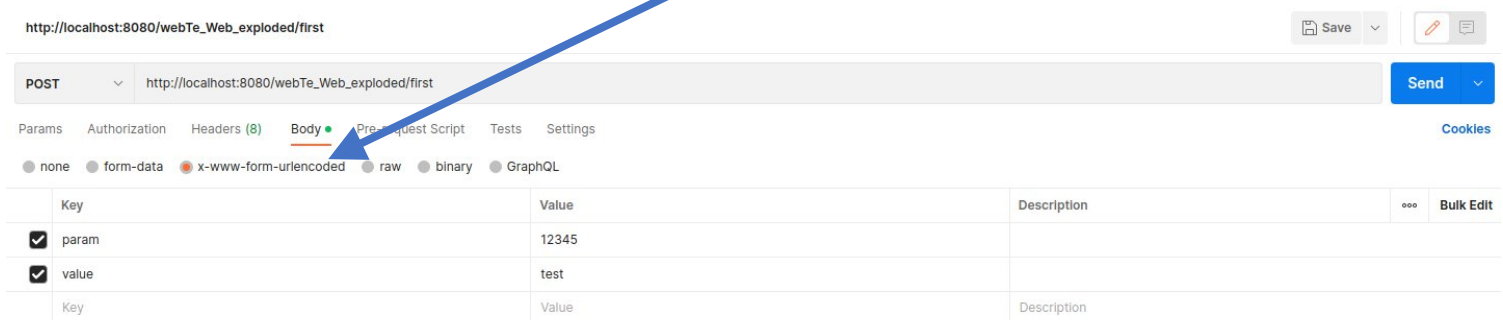 http://localhost:8080/webTe_Web_exploded/first Save
POST http://localhost:8080/webTe_Web_exploded/first Send
Params Authorization Headers (8) Body Pre-request Script Tests Settings Cookies
none form-data x-www-form-urlencoded raw binary GraphQL
Key Value Description ooo Bulk Edit
param 12345
value test
Key Value Description